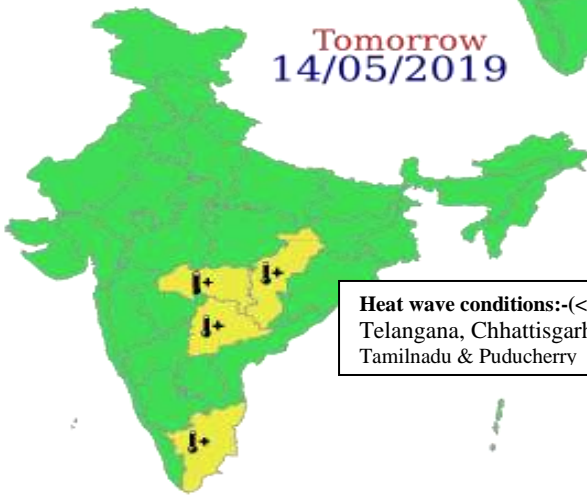 Tomorrow
14/05/2019
Heat wave conditions:-(<
Telangana, Chhattisgarh
Tamilnadu & Puducherry